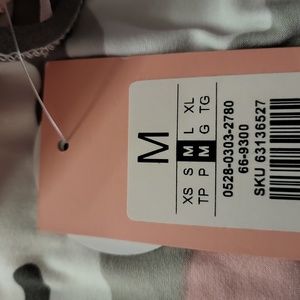 M
XS S M L XL
TP P M G TG
0528-0303-2780
66-9300
SKU 63136527